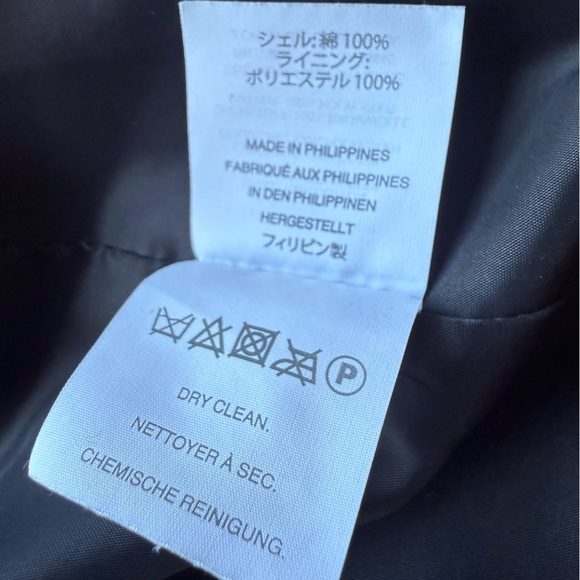 シェル: 綿 100%
ライニング:
ポリエステル 100%
MADE IN PHILIPPINES
FABRIQUÉ AUX PHILIPPINES
IN DEN PHILIPPINEN
HERGESTELLT
フィリピン製
P
DRY CLEAN.
NETTOYER À SEC.
CHEMISCHE REINIGUNG.